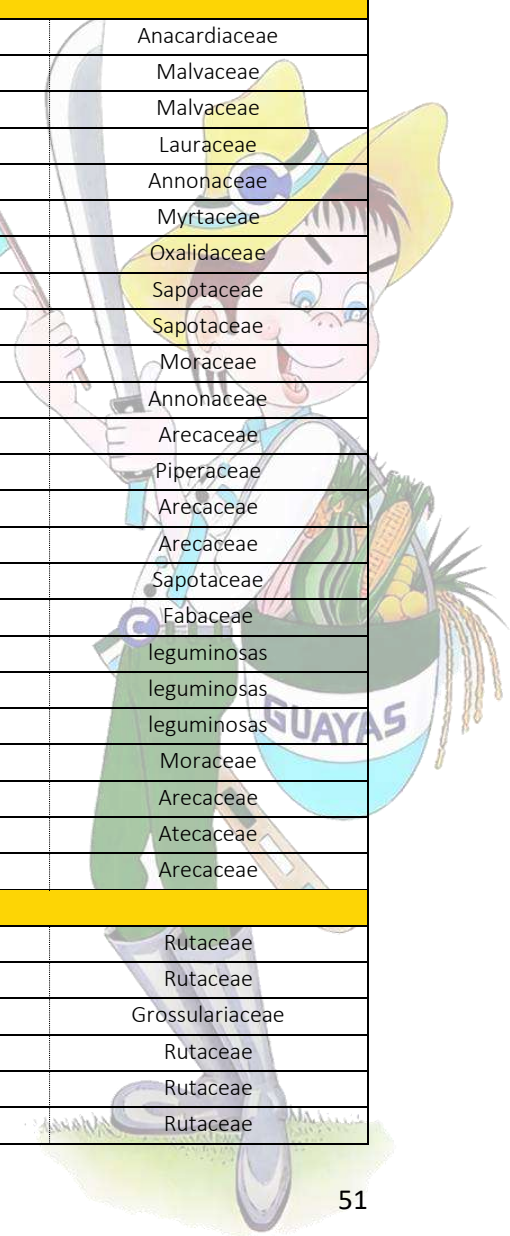 Anacardiaceae
Malvaceae
Malvaceae
Lauraceae
Annonaceae
Myrtaceae
Oxalidaceae
Sapotaceae
Sapotaceae
Moraceae
Annonaceae
Arecaceae
Piperaceae
Arecaceae
Arecaceae
Sapotaceae
C
Fabaceae
leguminosas
leguminosas
leguminosas
GUAYAS
Moraceae
Arecaceae
Atecaceae
Arecaceae
Rutaceae
Rutaceae
Grossulariaceae
Rutaceae
Rutaceae
Rutaceae
51